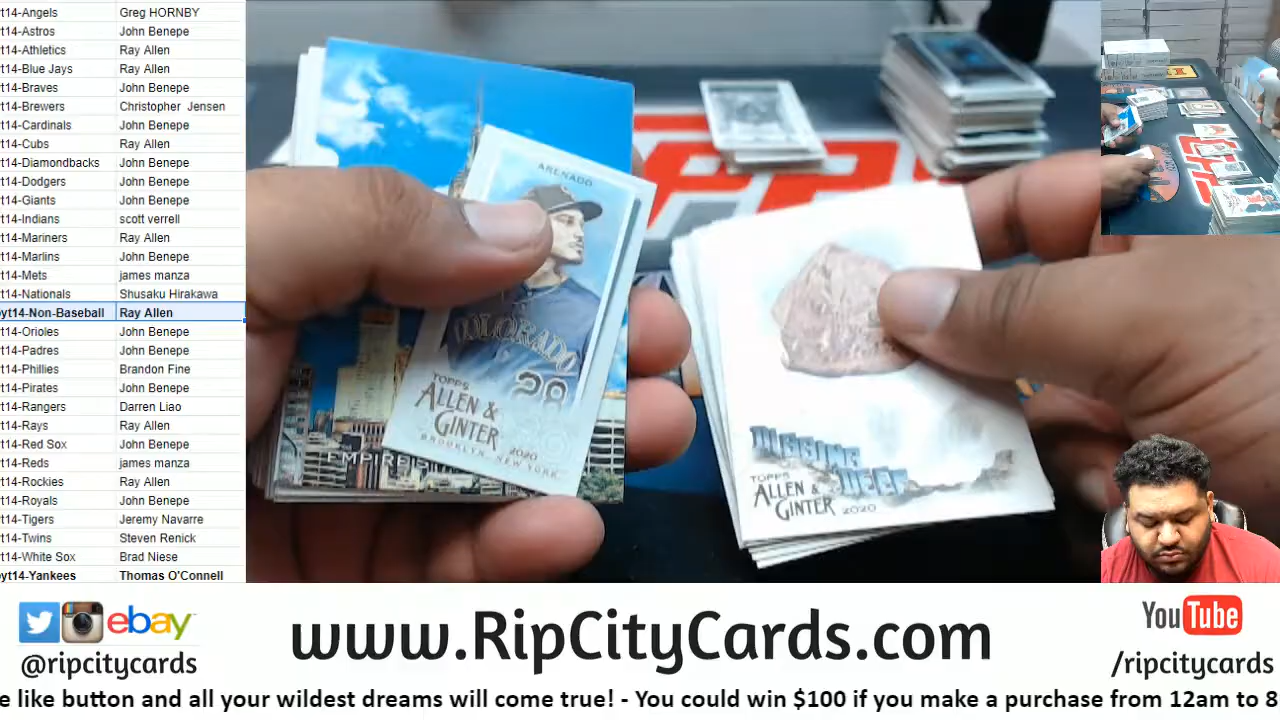 t14-Angels Greg HORNBY
t14-Astros John Benepe
t14-Athletics Ray Allen
t14-Blue Jays Ray Allen
t14-Braves John Benepe
t14-Brewers Christopher Jensen
t14-Cardinals John Benepe
t14-Cubs Ray Allen
t14-Diamondbacks John Benepe
t14-Dodgers John Benepe
t14-Giants John Benepe
t14-Indians scott verrell
t14-Mariners Ray Allen
t14-Marlins John Benepe
t14-Mets james manza
t14-Nationals Shusaku Hirakawa
yt14-Non-Baseball Ray Allen
t14-Orioles John Benepe
t14-Padres John Benepe
t14-Phillies Brandon Fine
t14-Pirates John Benepe
t14-Rangers Darren Liao
t14-Rays Ray Allen
t14-Red Sox John Benepe
t14-Reds james manza
t14-Rockies Ray Allen
t14-Royals John Benepe
t14-Tigers Jeremy Navarre
t14-Twins Steven Renick
t14-White Sox Brad Niese
yt14-Yankees Thomas O'Connell
ARENADO
COLORADO
28
TOPPS
ALLEN &
GINTER
2020
BROOKLYN, NEW YORK
EMPIRE
DIGGING
DEEP
TOPPS
ALLEN &
GINTER 2020
ebay
@ripcitycards
www.RipCityCards.com
YouTube
/ripcitycards
e like button and all your wildest dreams will come true! - You could win $100 if you make a purchase from 12am to 8